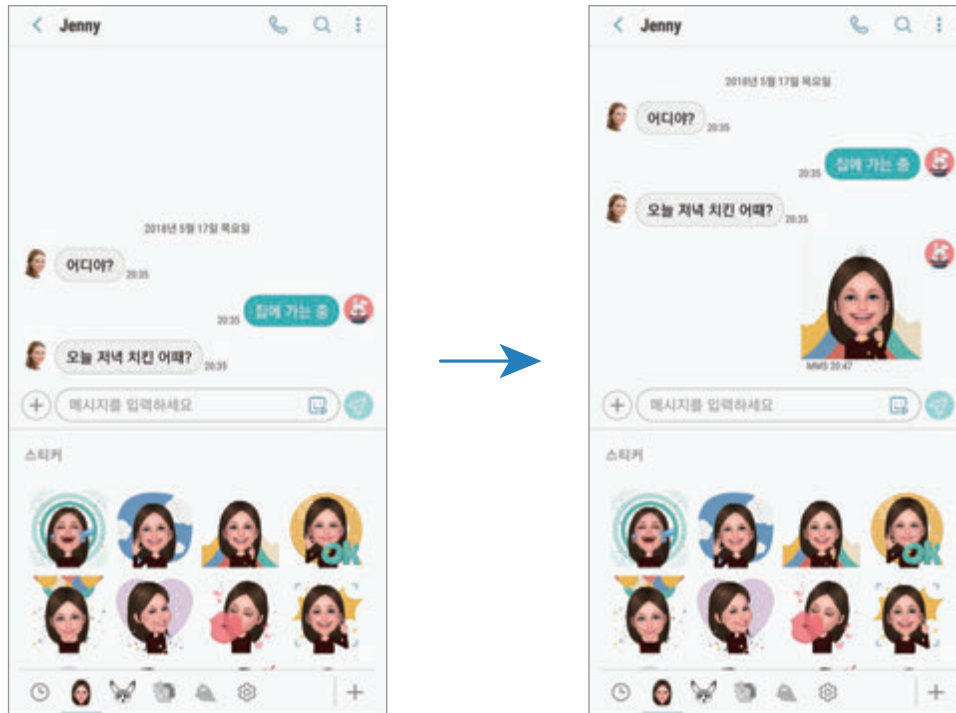 Jenny
2018년 5월 17일 목요일
어디야?
20:35
집에 가는 중
20:35
오늘 저녁 치킨 어때?
20:35
메시지를 입력하세요
스티커
OK
Jenny
2018년 5월 17일 목요일
어디야?
20:35
집에 가는 중
20:35
오늘 저녁 치킨 어때?
20:35
MMS 20:47
메시지를 입력하세요
스티커
OK